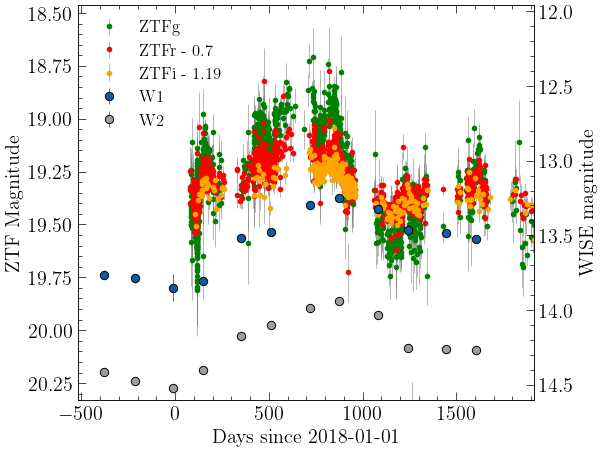 18.50
18.75
19.00
19.25
19.50
19.75
20.00
20.25
ZTF Magnitude
ZTFg
ZTFr - 0.7
ZTFi - 1.19
W1
W2
12.0
12.5
13.0
13.5
14.0
14.5
WISE magnitude
−500
0
500
1000
1500
Days since 2018-01-01